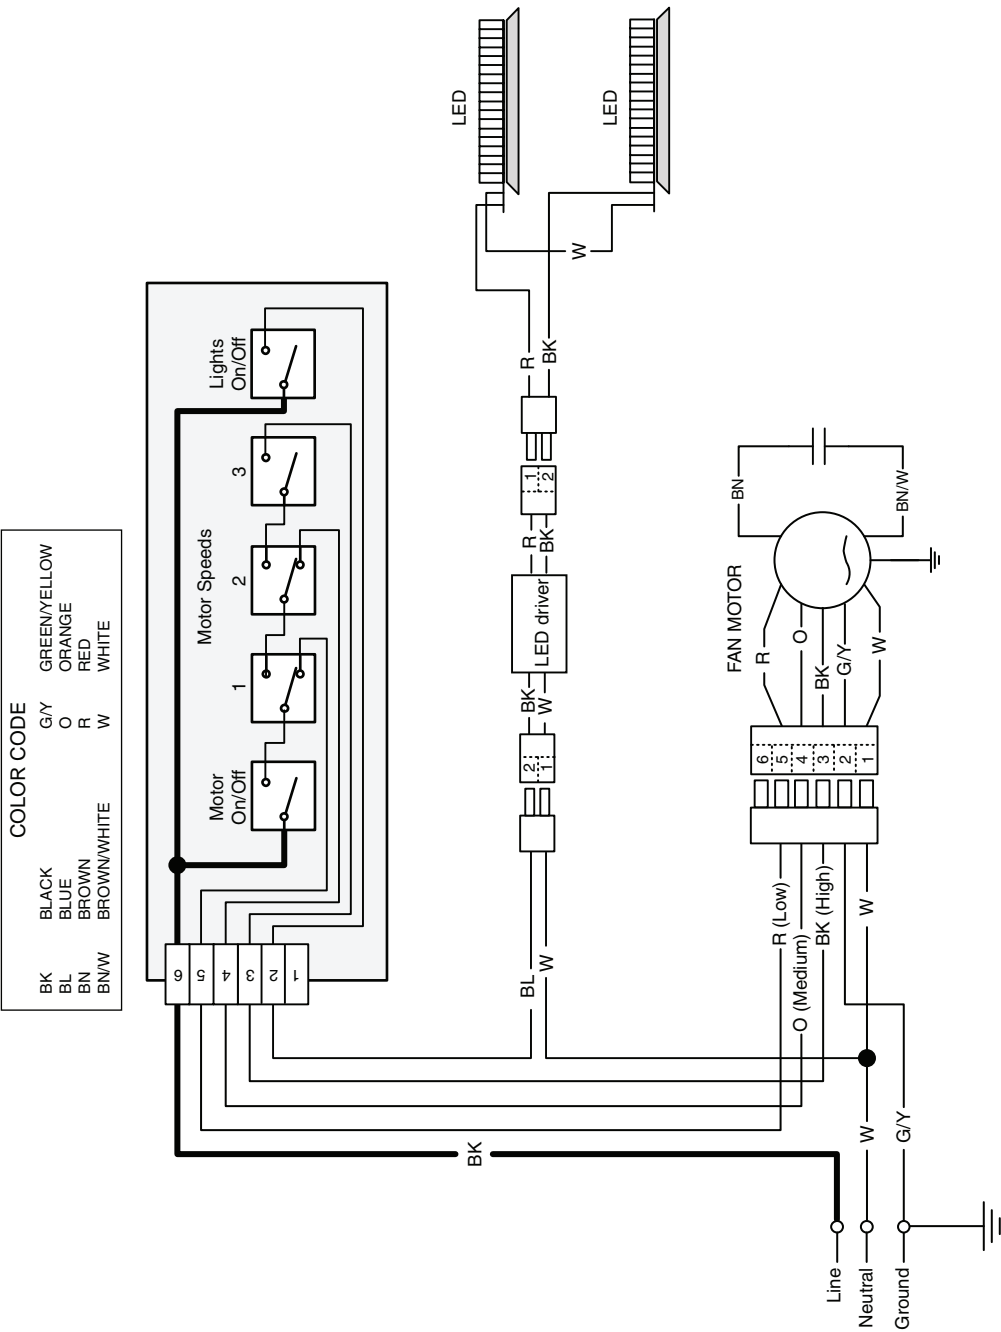 COLOR CODE
BK BLACK G/Y GREEN/YELLOW
BL BLUE O ORANGE
BN BROWN R RED
BN/W BROWN/WHITE W WHITE
Motor
On/Off
Motor Speeds
1
2
3
Lights
On/Off
6
5
4
3
2
1
LED
LED
W
R
BK
1
2
R
BK
LED driver
BK
W
2
1
BL
W
FAN MOTOR
BN
BN/W
R
O
BK
G/Y
W
6
5
4
3
2
1
R (Low)
O (Medium)
BK (High)
W
BK
W
G/Y
Line
Neutral
Ground